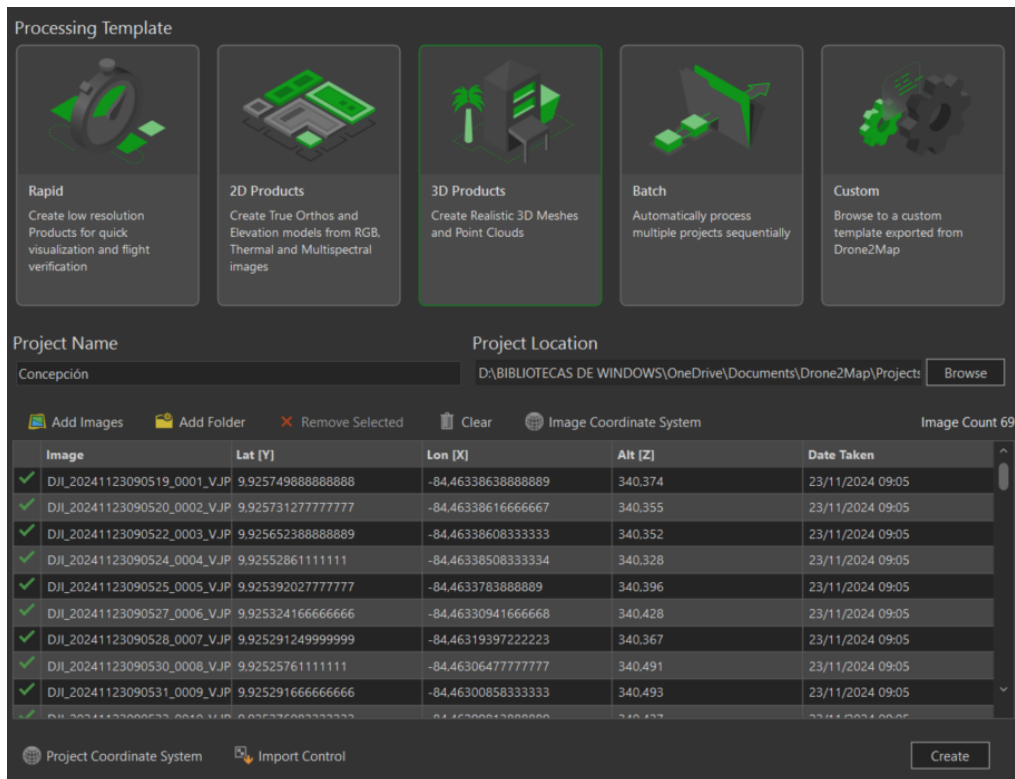 Processing Template
Rapid
Create low resolution
Products for quick
visualization and flight
verification
2D Products
Create True Orthos and
Elevation models from RGB,
Thermal and Multispectral
images
3D Products
Create Realistic 3D Meshes
and Point Clouds
Batch
Automatically process
multiple projects sequentially
Custom
Browse to a custom
template exported from
Drone2Map
Project Name
Project Location
Concepción
D:\BIBLIOTECAS DE WINDOWS\OneDrive\Documents\Drone2Map\Projects
Browse
Add Images Add Folder Remove Selected Clear Image Coordinate System Image Count 69
Image Lat [Y] Lon [X] Alt [Z] Date Taken
DJI_20241123090519_0001_V.JP 9,925749888888888 -84,46338638888889 340,374 23/11/2024 09:05
DJI_20241123090520_0002_V.JP 9,925731277777777 -84,46338616666667 340,355 23/11/2024 09:05
DJI_20241123090522_0003_V.JP 9,925652388888889 -84,46338608333333 340,352 23/11/2024 09:05
DJI_20241123090524_0004_V.JP 9,92552861111111 -84,46338508333334 340,328 23/11/2024 09:05
DJI_20241123090525_0005_V.JP 9,925392027777777 -84,4633783888889 340,396 23/11/2024 09:05
DJI_20241123090527_0006_V.JP 9,925324166666666 -84,46330941666668 340,428 23/11/2024 09:05
DJI_20241123090528_0007_V.JP 9,925291249999999 -84,46319397222223 340,367 23/11/2024 09:05
DJI_20241123090530_0008_V.JP 9,92525761111111 -84,46306477777777 340,491 23/11/2024 09:05
DJI_20241123090531_0009_V.JP 9,925291666666666 -84,46300858333333 340,493 23/11/2024 09:05
Project Coordinate System Import Control Create